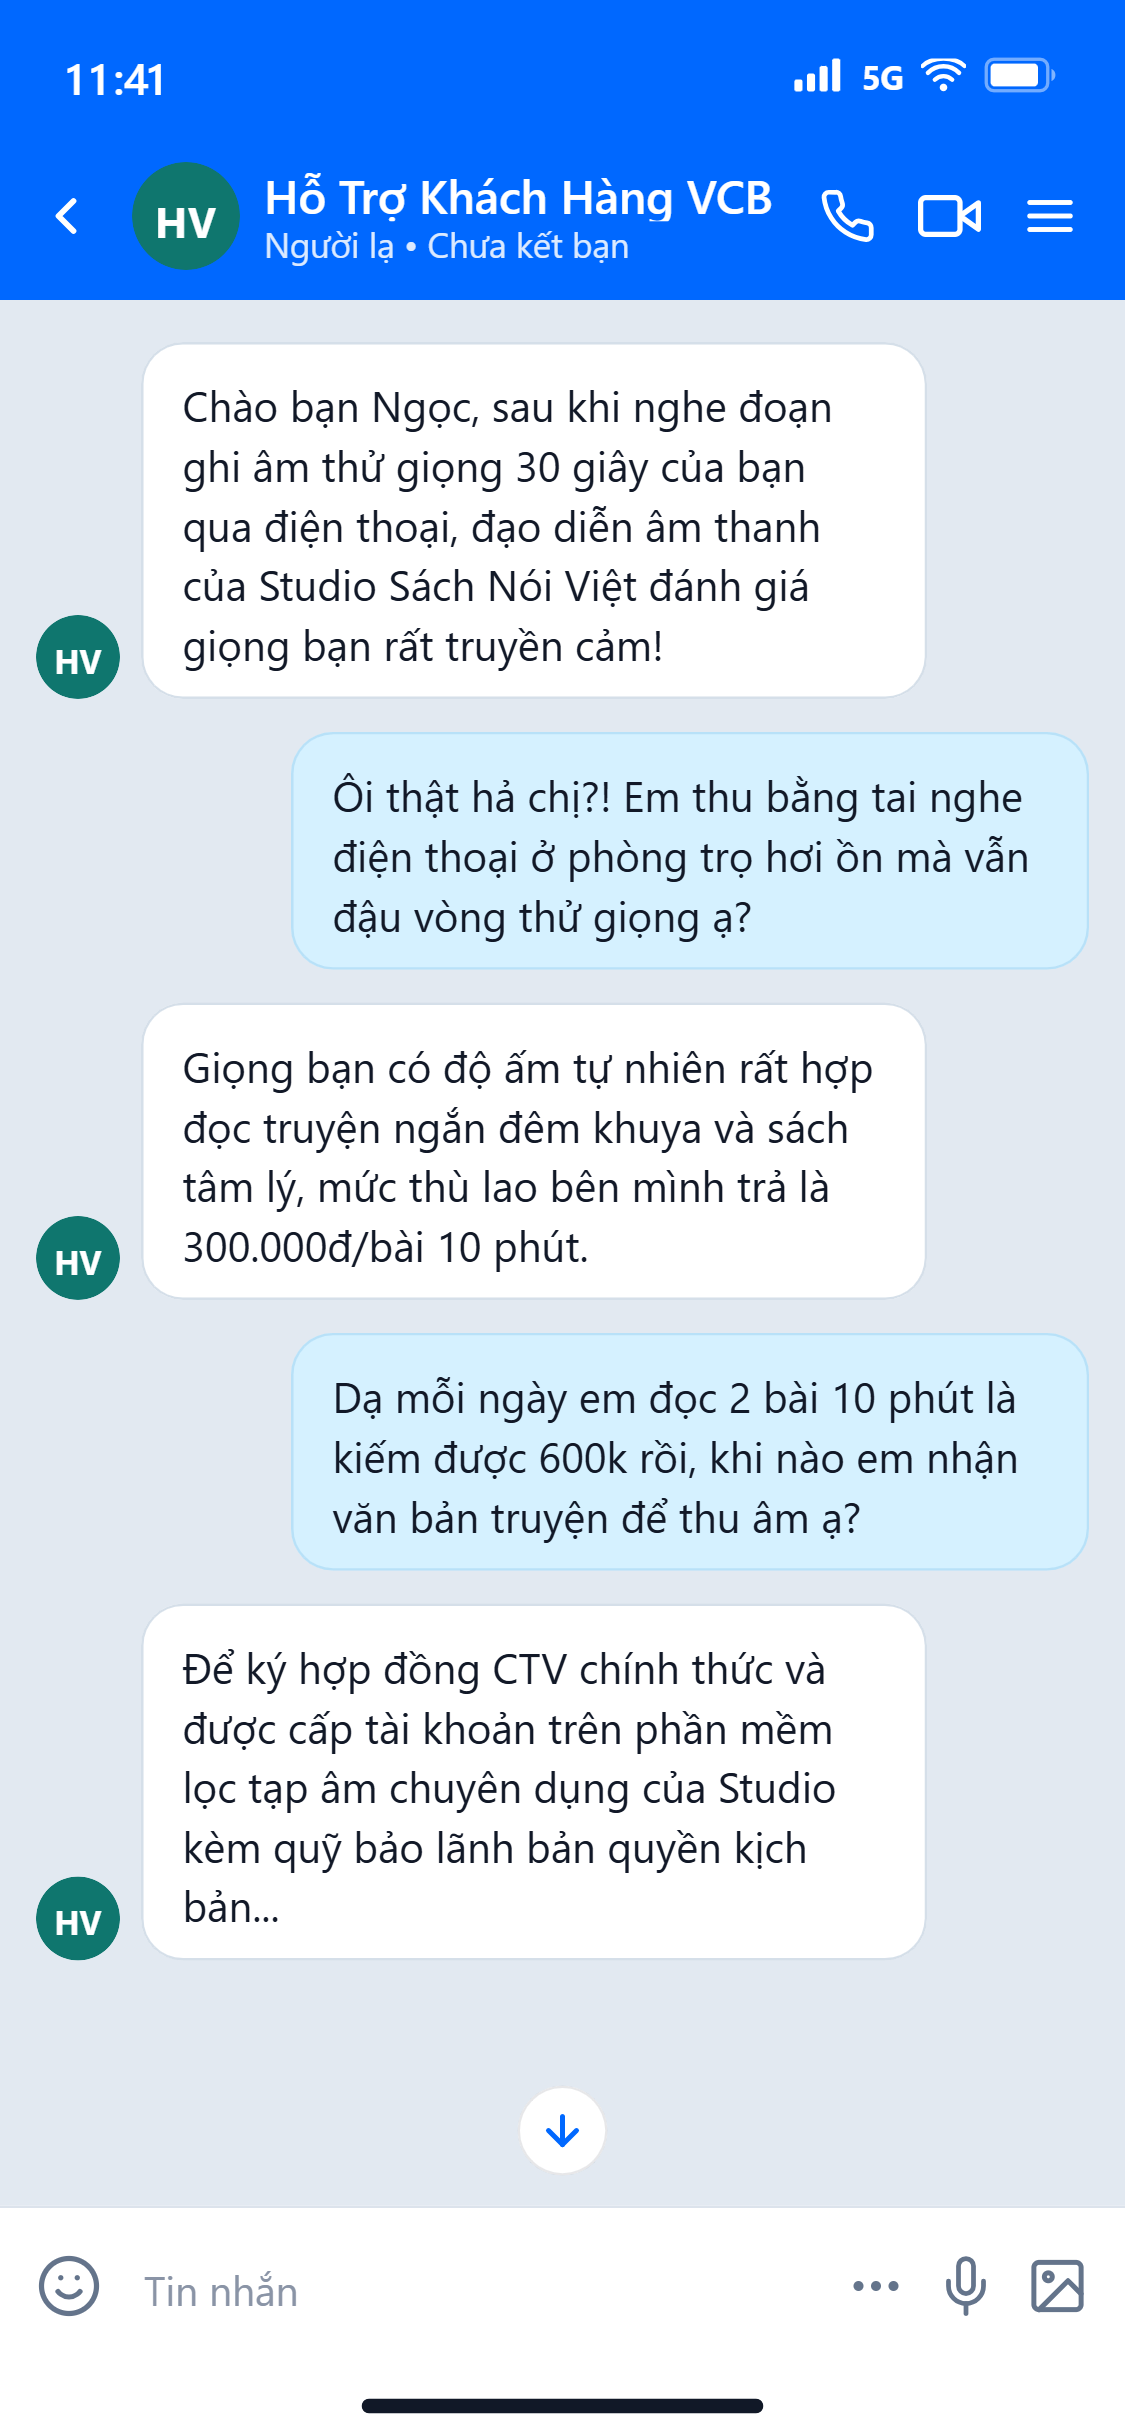 11:41
5G
HV
Hỗ Trợ Khách Hàng VCB
Người lạ • Chưa kết bạn
Chào bạn Ngọc, sau khi nghe đoạn
ghi âm thử giọng 30 giây của bạn
qua điện thoại, đạo diễn âm thanh
của Studio Sách Nói Việt đánh giá
giọng bạn rất truyền cảm!
HV
Ôi thật hả chị?! Em thu bằng tai nghe
điện thoại ở phòng trọ hơi ồn mà vẫn
đậu vòng thử giọng ạ?
Giọng bạn có độ ấm tự nhiên rất hợp
đọc truyện ngắn đêm khuya và sách
tâm lý, mức thù lao bên mình trả là
300.000đ/bài 10 phút.
HV
Dạ mỗi ngày em đọc 2 bài 10 phút là
kiếm được 600k rồi, khi nào em nhận
văn bản truyện để thu âm ạ?
Để ký hợp đồng CTV chính thức và
được cấp tài khoản trên phần mềm
lọc tạp âm chuyên dụng của Studio
kèm quỹ bảo lãnh bản quyền kịch
bản...
HV
Tin nhắn